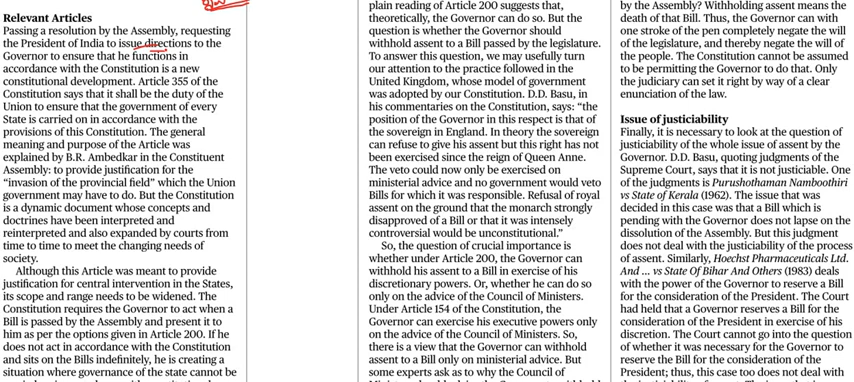 Relevant Articles
Passing a resolution by the Assembly, requesting
the President of India to issue directions to the
Governor to ensure that he functions in
accordance with the Constitution is a new
constitutional development. Article 355 of the
Constitution says that it shall be the duty of the
Union to ensure that the government of every
State is carried on in accordance with the
provisions of this Constitution. The general
meaning and purpose of the Article was
explained by B.R. Ambedkar in the Constituent
Assembly: to provide justification for the
“invasion of the provincial field” which the Union
government may have to do. But the Constitution
is a dynamic document whose concepts and
doctrines have been interpreted and
reinterpreted and also expanded by courts from
time to time to meet the changing needs of
society.
Although this Article was meant to provide
justification for central intervention in the States,
its scope and range needs to be widened. The
Constitution requires the Governor to act when a
Bill is passed by the Assembly and present it to
him as per the options given in Article 200. If he
does not act in accordance with the Constitution
and sits on the Bills indefinitely, he is creating a
situation where governance of the state cannot be
plain reading of Article 200 suggests that,
theoretically, the Governor can do so. But the
question is whether the Governor should
withhold assent to a Bill passed by the legislature.
To answer this question, we may usefully turn
our attention to the practice followed in the
United Kingdom, whose model of government
was adopted by our Constitution. D.D. Basu, in
his commentaries on the Constitution, says: “the
position of the Governor in this respect is that of
the sovereign in England. In theory the sovereign
can refuse to give his assent but this right has not
been exercised since the reign of Queen Anne.
The veto could now only be exercised on
ministerial advice and no government would veto
Bills for which it was responsible. Refusal of royal
assent on the ground that the monarch strongly
disapproved of a Bill or that it was intensely
controversial would be unconstitutional.”
So, the question of crucial importance is
whether under Article 200, the Governor can
withhold his assent to a Bill in exercise of his
discretionary powers. Or, whether he can do so
only on the advice of the Council of Ministers.
Under Article 154 of the Constitution, the
Governor can exercise his executive powers only
on the advice of the Council of Ministers. So,
there is a view that the Governor can withhold
assent to a Bill only on ministerial advice. But
some experts ask as to why the Council of
by the Assembly? Withholding assent means the
death of that Bill. Thus, the Governor can with
one stroke of the pen completely negate the will
of the legislature, and thereby negate the will of
the people. The Constitution cannot be assumed
to be permitting the Governor to do that. Only
the judiciary can set it right by way of a clear
enunciation of the law.
Issue of justiciability
Finally, it is necessary to look at the question of
justiciability of the whole issue of assent by the
Governor. D.D. Basu, quoting judgments of the
Supreme Court, says that it is not justiciable. One
of the judgments is Purushothaman Namboothiri
vs State of Kerala (1962). The issue that was
decided in this case was that a Bill which is
pending with the Governor does not lapse on the
dissolution of the Assembly. But this judgment
does not deal with the justiciability of the process
of assent. Similarly, Hoechst Pharmaceuticals Ltd.
And ... vs State Of Bihar And Others (1983) deals
with the power of the Governor to reserve a Bill
for the consideration of the President. The Court
had held that a Governor reserves a Bill for the
consideration of the President in exercise of his
discretion. The Court cannot go into the question
of whether it was necessary for the Governor to
reserve the Bill for the consideration of the
President; thus, this case too does not deal with